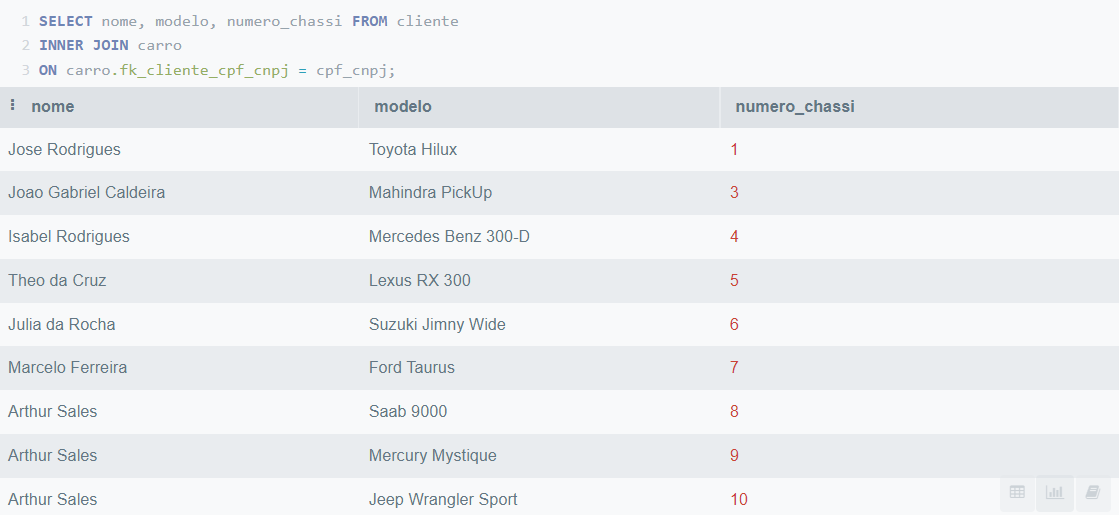 1 SELECT nome, modelo, numero_chassi FROM cliente
2 INNER JOIN carro
3 ON carro.fk_cliente_cpf_cnpj = cpf_cnpj;
nome modelo numero_chassi
Jose Rodrigues Toyota Hilux 1
Joao Gabriel Caldeira Mahindra PickUp 3
Isabel Rodrigues Mercedes Benz 300-D 4
Theo da Cruz Lexus RX 300 5
Julia da Rocha Suzuki Jimny Wide 6
Marcelo Ferreira Ford Taurus 7
Arthur Sales Saab 9000 8
Arthur Sales Mercury Mystique 9
Arthur Sales Jeep Wrangler Sport 10